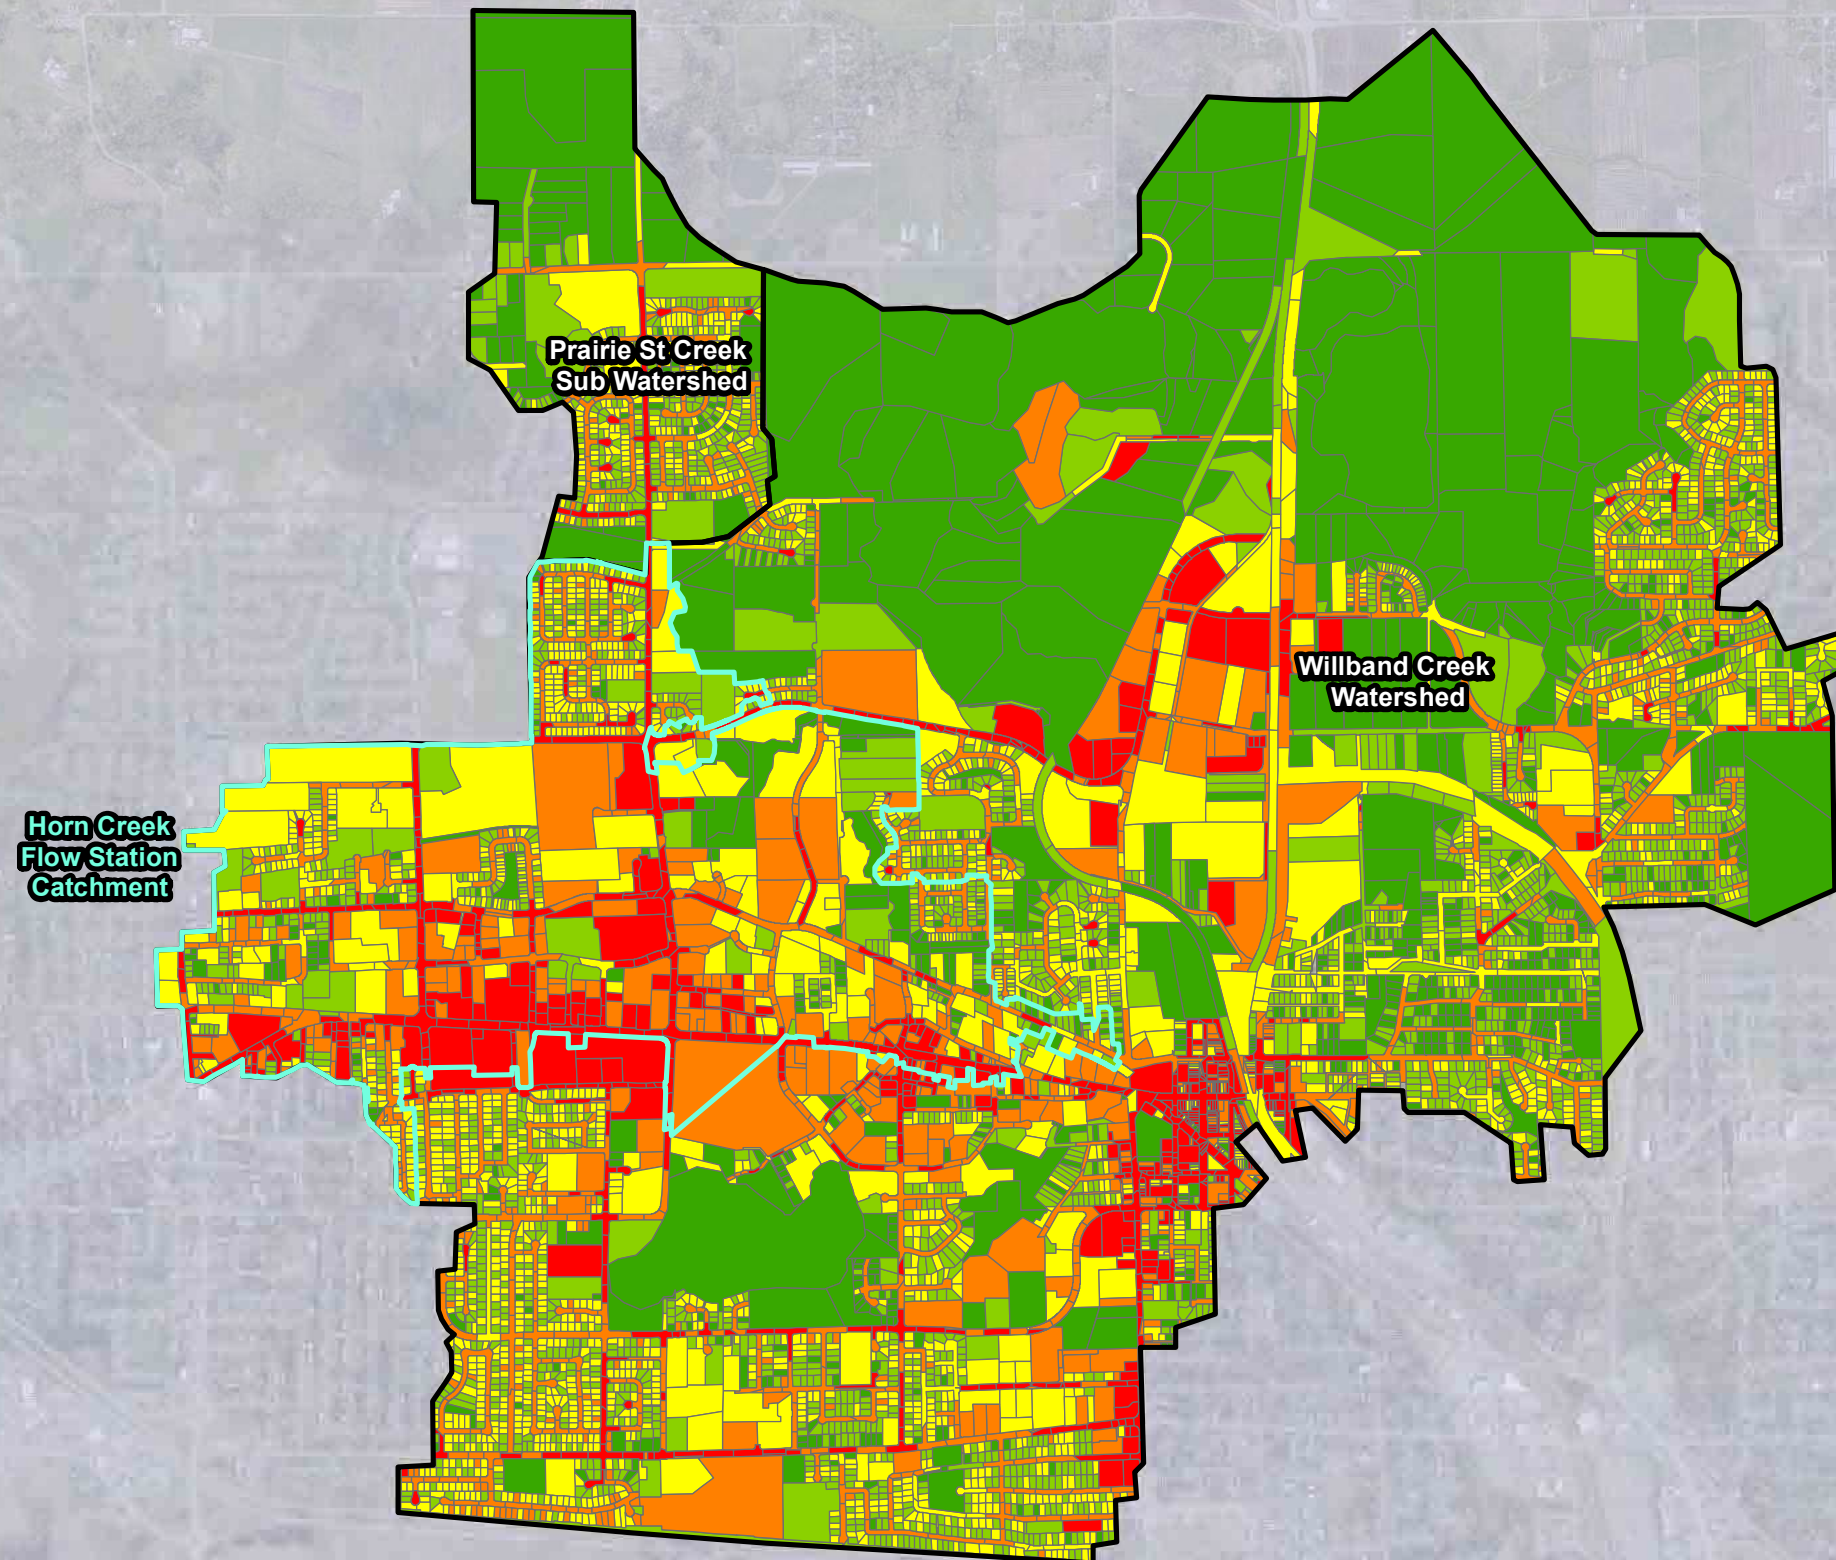 Prairie St Creek
Sub Watershed
Willband Creek
Watershed
Horn Creek
Flow Station
Catchment